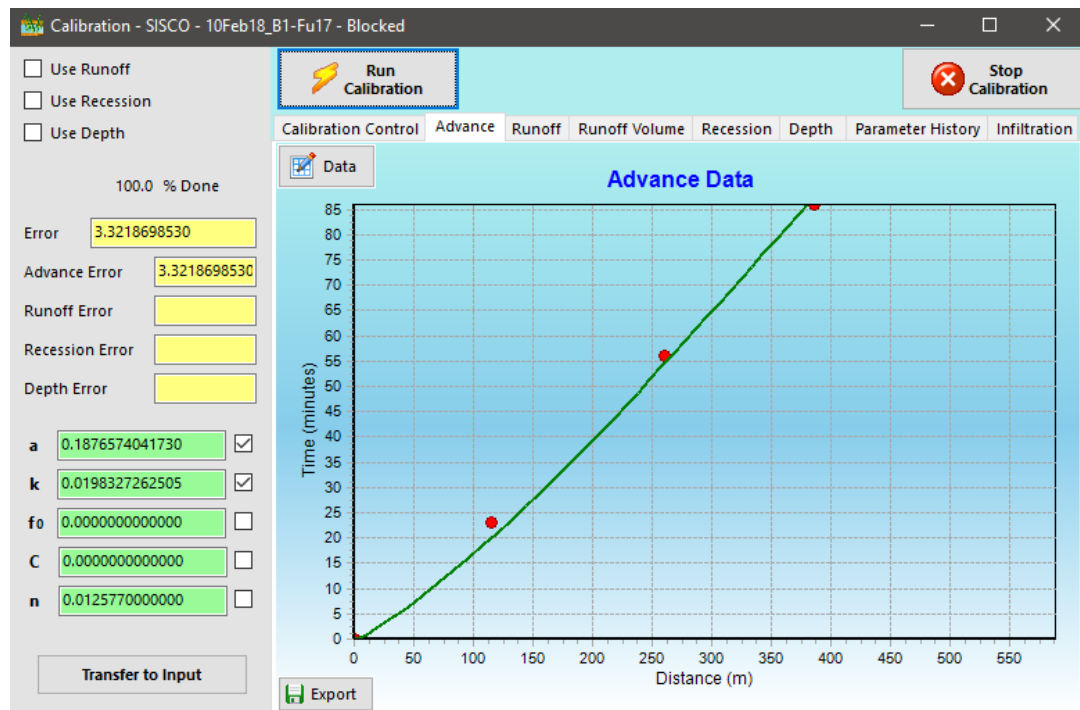 Calibration - SISCO - 10Feb18_B1-Fu17 - Blocked
Use Runoff
Use Recession
Use Depth
100.0 % Done
Error 3.3218698530
Advance Error 3.3218698530
Runoff Error
Recession Error
Depth Error
a 0.1876574041730
k 0.0198327262505
f0 0.0000000000000
C 0.0000000000000
n 0.0125770000000
Transfer to Input
Run
Calibration
Stop
Calibration
Calibration Control Advance Runoff Runoff Volume Recession Depth Parameter History Infiltration
Data
Advance Data
Time (minutes)
85
80
75
70
65
60
55
50
45
40
35
30
25
20
15
10
5
0
0 50 100 150 200 250 300 350 400 450 500 550
Distance (m)
Export